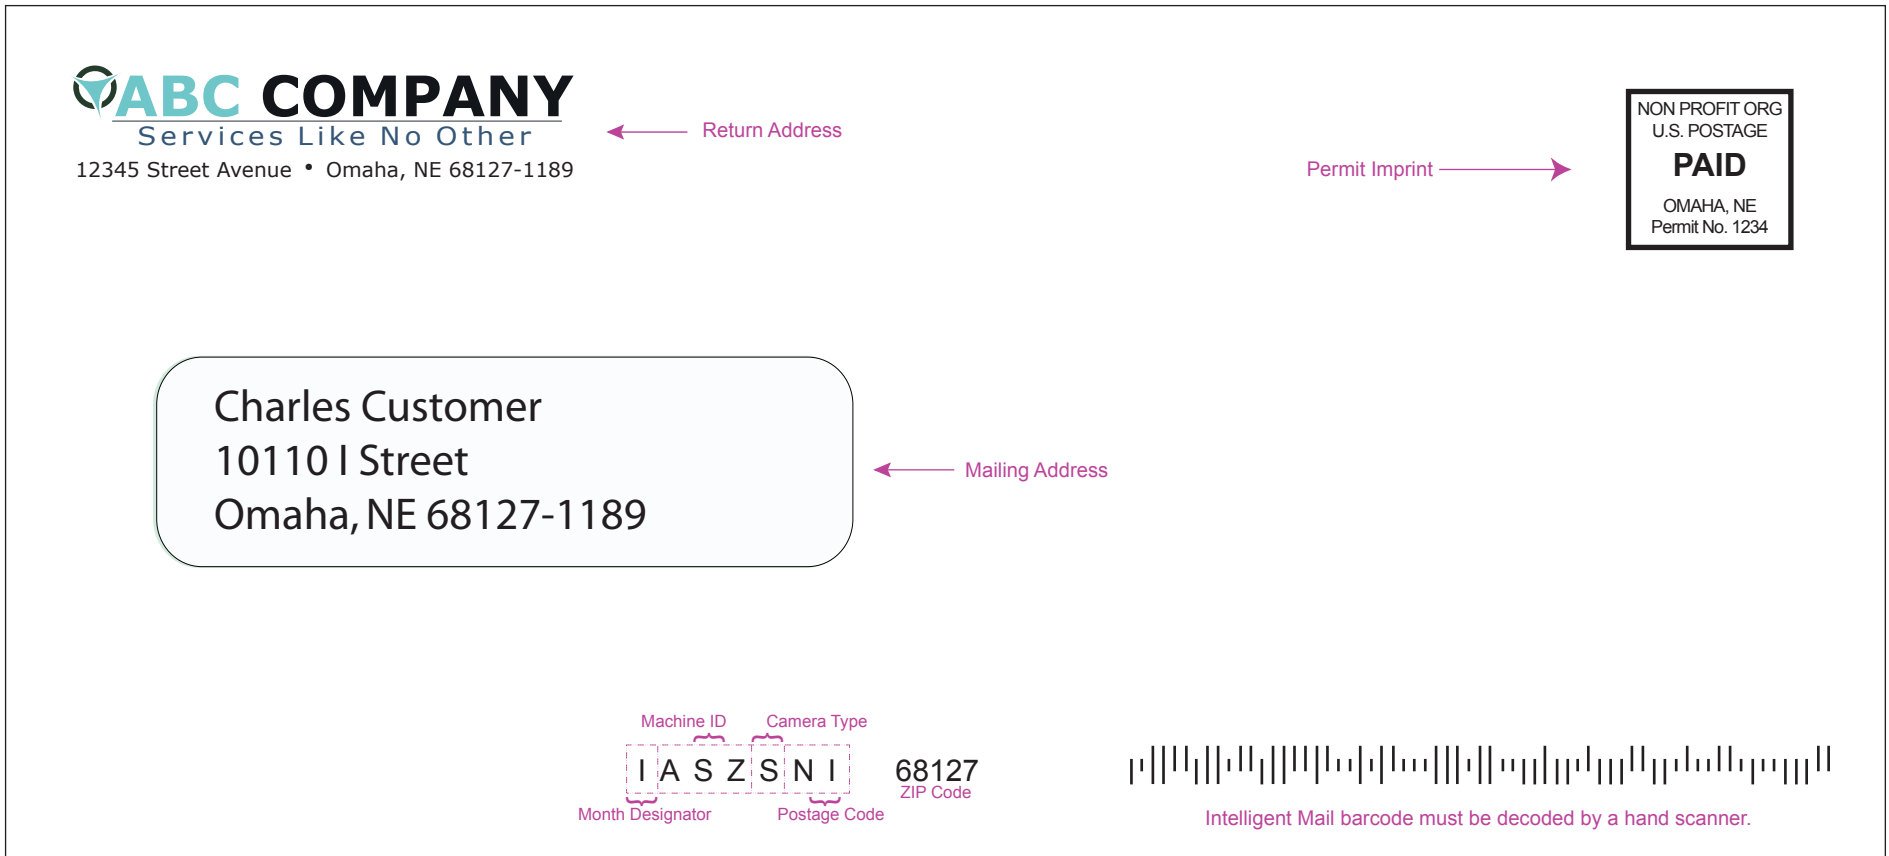 ABC COMPANY
Services Like No Other
12345 Street Avenue • Omaha, NE 68127-1189
Return Address
Permit Imprint
NON PROFIT ORG
U.S. POSTAGE
PAID
OMAHA, NE
Permit No. 1234
Charles Customer
10110 I Street
Omaha, NE 68127-1189
Mailing Address
Machine ID
Camera Type
I A S Z S N I
68127
ZIP Code
Month Designator
Postage Code
Intelligent Mail barcode must be decoded by a hand scanner.